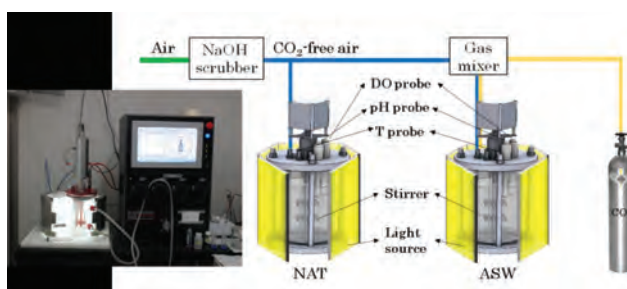 Air
NaOH
scrubber
CO₂-free air
Gas
mixer
DO probe
pH probe
T probe
Stirrer
Light
source
NAT
ASW